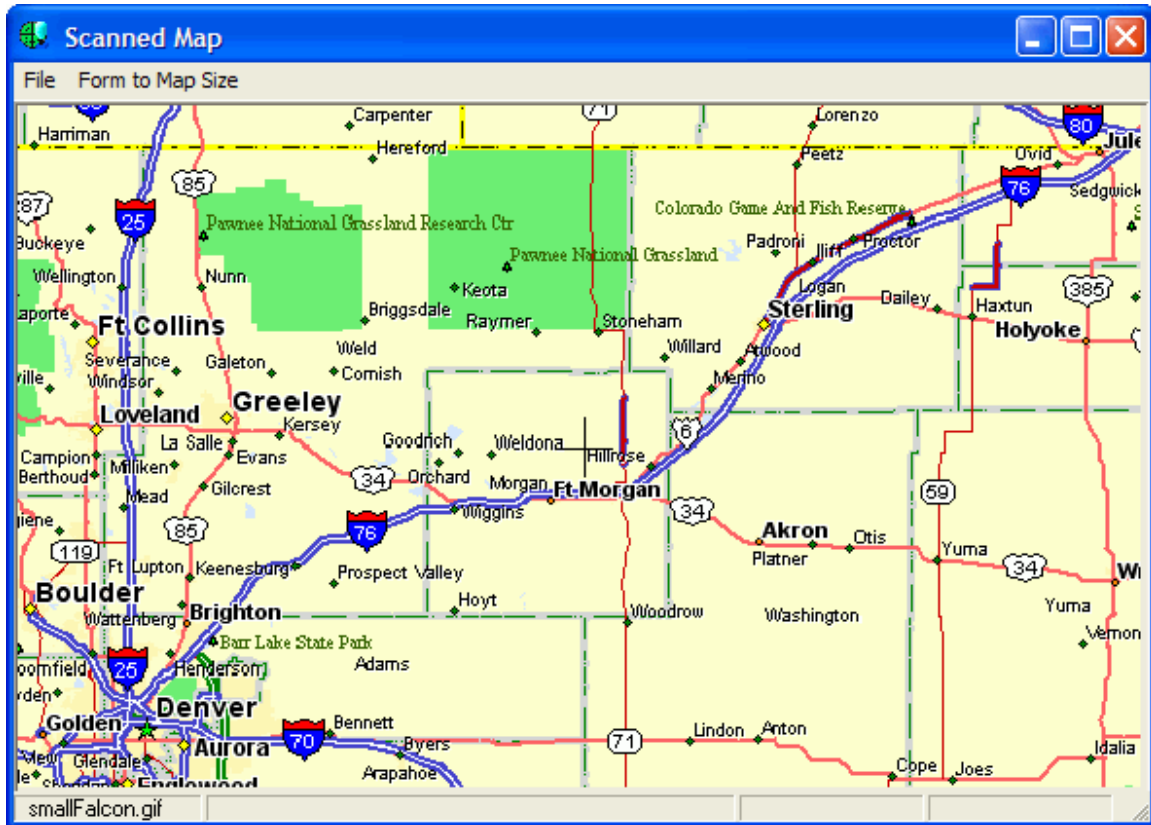 Scanned Map
File Form to Map Size
Carpenter
71
Lorenzo
80
Harriman
Hereford
Peetz
Ovid
Jule
85
76
Sedgwick
87
25
Colorado Game And Fish Reserve
Pawnee National Grassland Research Ctr
Buckeye
Padroni
Proctor
Iliff
Pawnee National Grassland
Wellington
Nunn
Keota
Logan
385
Dailey
Haxtun
Laporte
Briggsdale
Sterling
Ft Collins
Raymer
Stoneham
Holyoke
Weld
Willard
Atwood
Severance
Galeton
Cornish
ville
Windsor
Merino
Greeley
Loveland
Kersey
6
La Salle
Goodrich
Weldona
Campion
Milliken
Evans
Hillrose
Berthoud
34
Orchard
Morgan
Ft Morgan
Gilcrest
59
Mead
Wiggins
34
giene
85
76
Akron
Otis
119
Platner
Yuma
Ft Lupton
Keenesburg
Prospect Valley
34
Boulder
Wattenberg
Brighton
Hoyt
Woodrow
Washington
Yuma
Vernon
Barr Lake State Park
oomfield
25
Henderson
Adams
Denver
Golden
Bennett
Lindon
Anton
Aurora
70
Byers
71
View
Glendale
Idalia
Arapahoe
Cope
Joes
Englewood
smallFalcon.gif